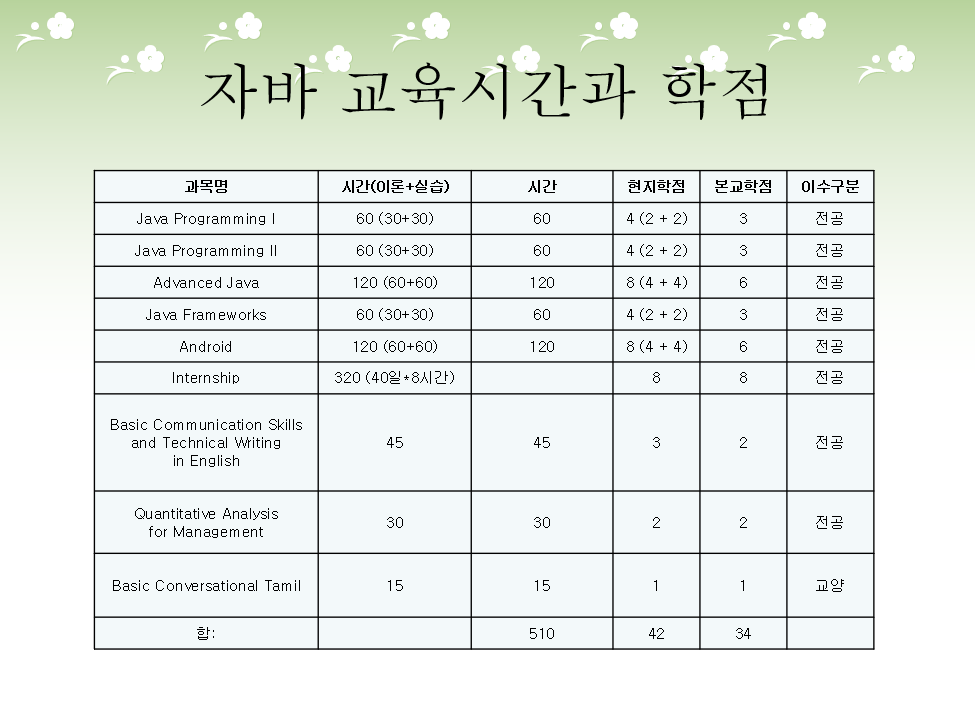 자바 교육시간과 학점
과목명 시간(이론+실습) 시간 현지학점 본교학점 이수구분
Java Programming I 60 (30+30) 60 4 (2 + 2) 3 전공
Java Programming II 60 (30+30) 60 4 (2 + 2) 3 전공
Advanced Java 120 (60+60) 120 8 (4 + 4) 6 전공
Java Frameworks 60 (30+30) 60 4 (2 + 2) 3 전공
Android 120 (60+60) 120 8 (4 + 4) 6 전공
Internship 320 (40일*8시간) 8 8 전공
Basic Communication Skills
and Technical Writing
in English 45 45 3 2 전공
Quantitative Analysis
for Management 30 30 2 2 전공
Basic Conversational Tamil 15 15 1 1 교양
합: 510 42 34